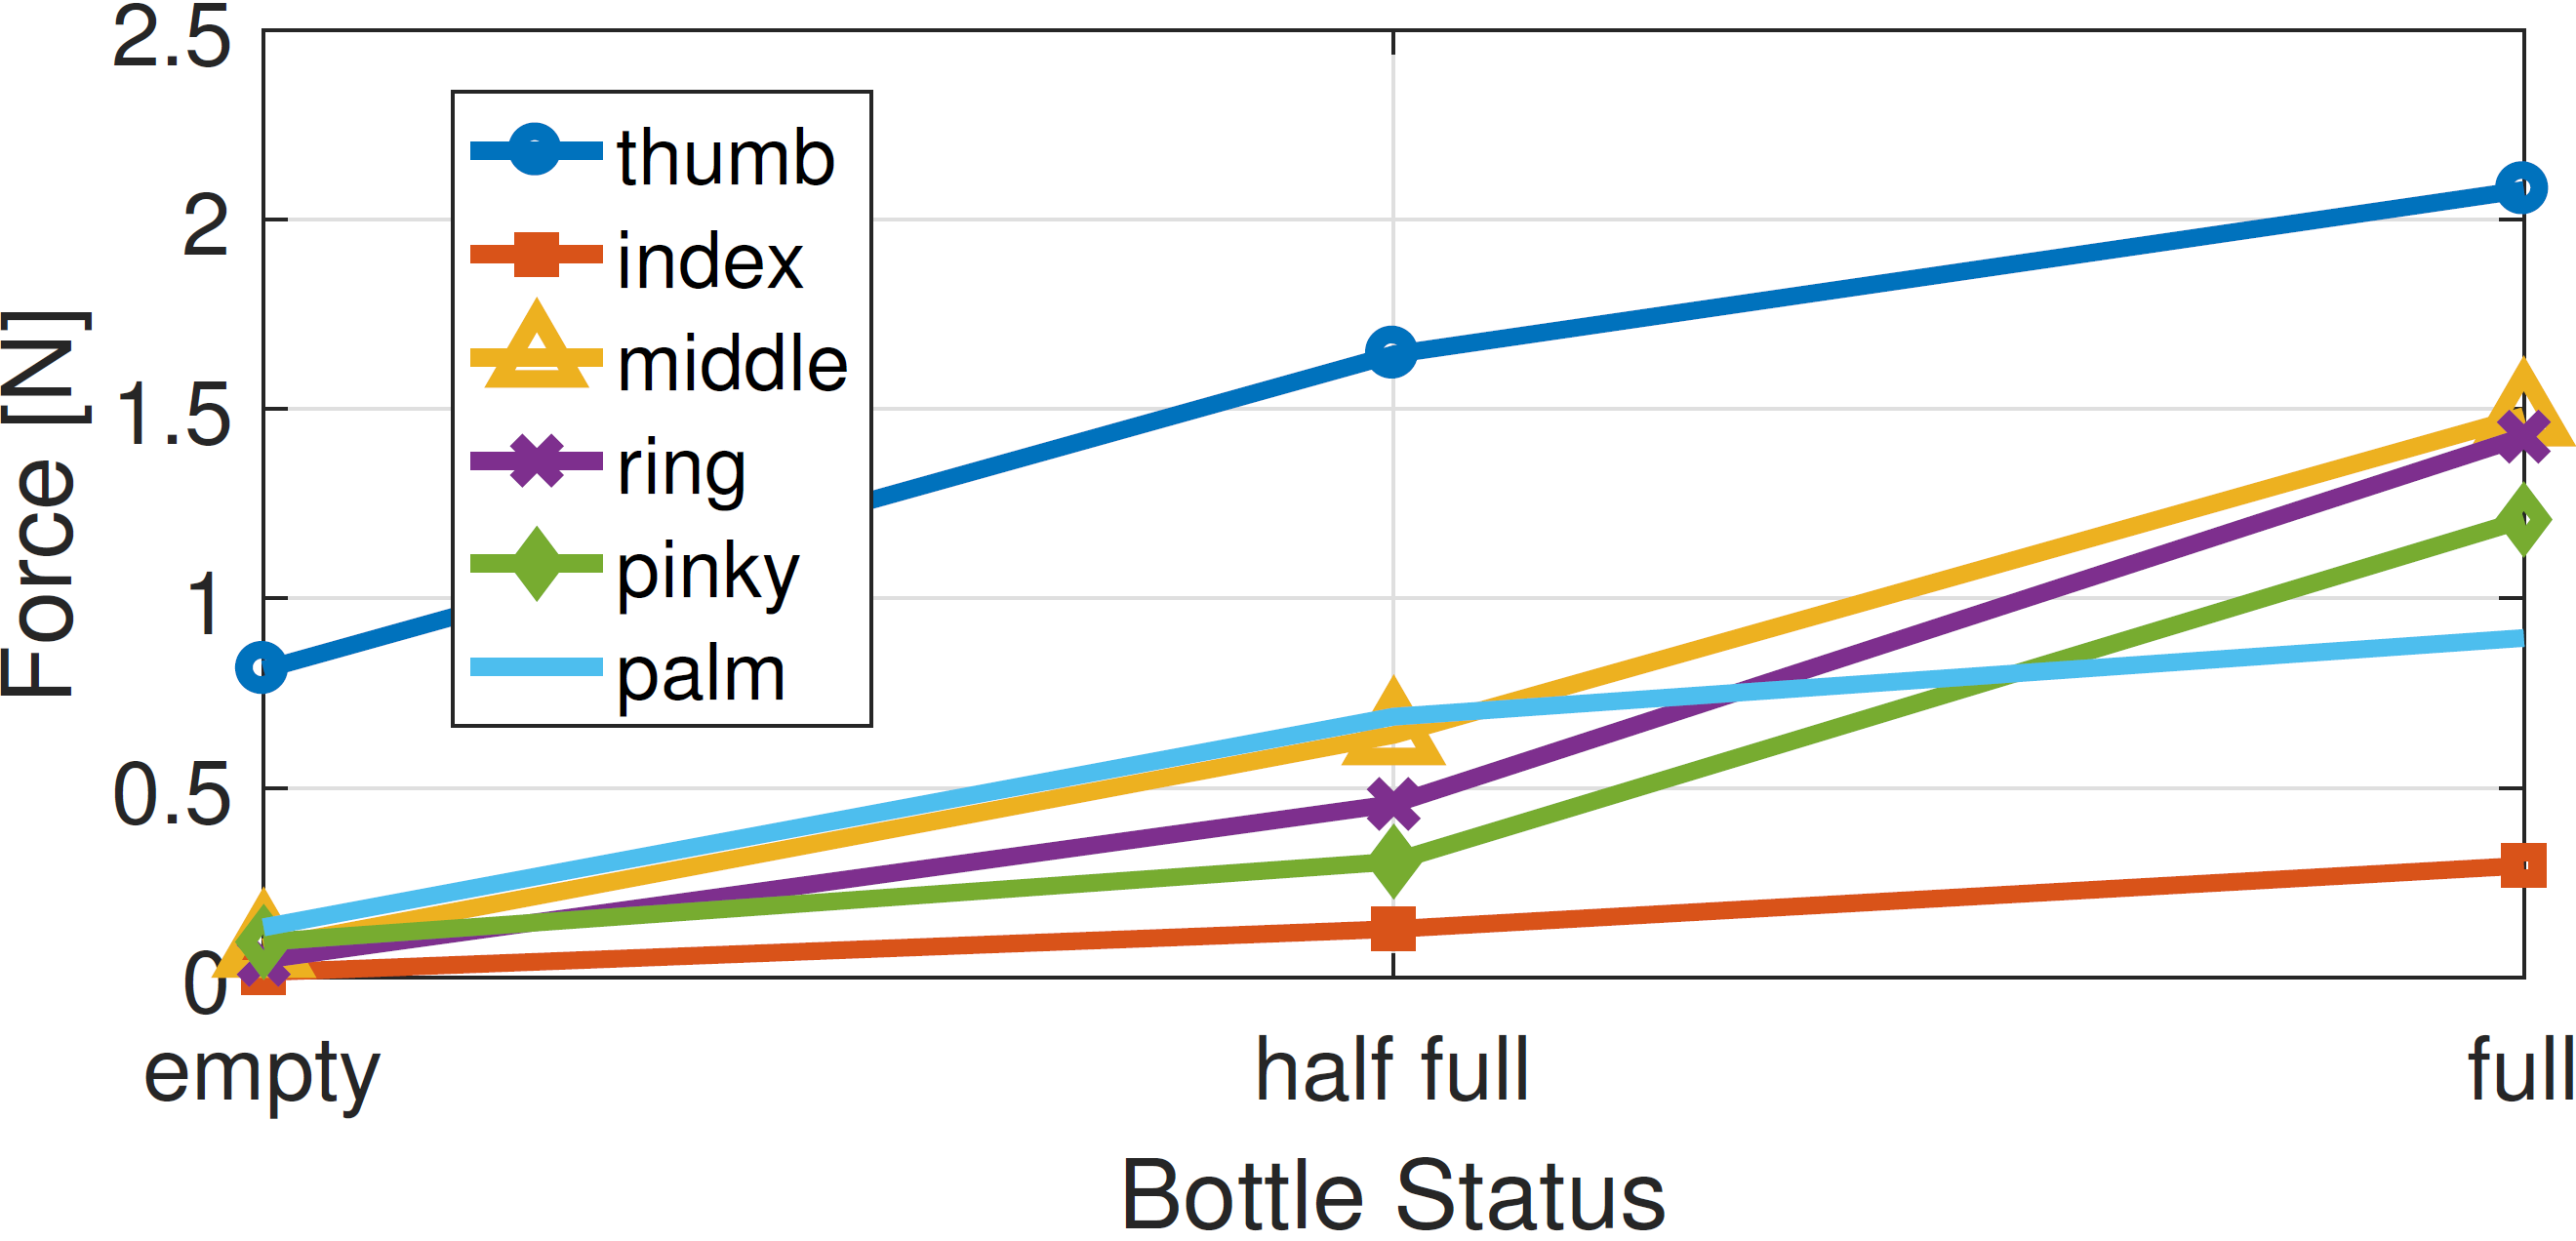 2.5
2
1.5
1
0.5
0
Force [N]
thumb
index
middle
ring
pinky
palm
empty
half full
full
Bottle Status